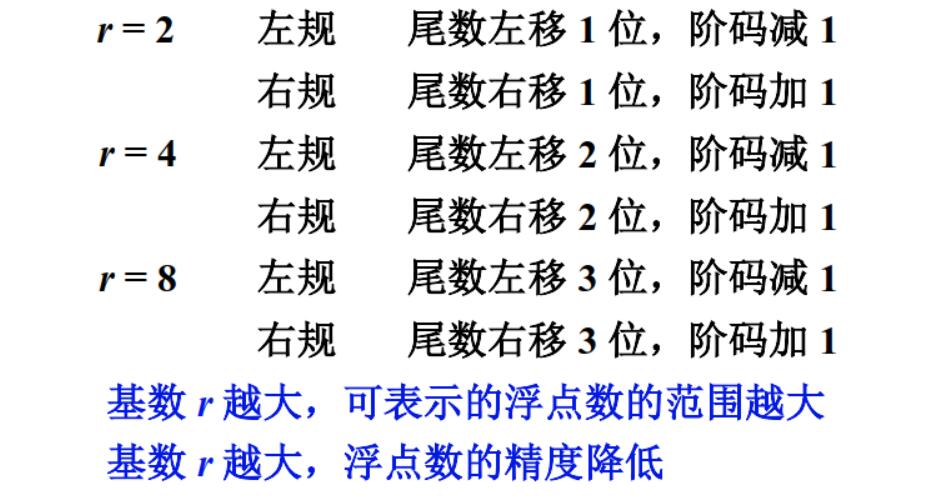 r = 2 左规 尾数左移 1 位，阶码减 1
右规 尾数右移 1 位，阶码加 1
r = 4 左规 尾数左移 2 位，阶码减 1
右规 尾数右移 2 位，阶码加 1
r = 8 左规 尾数左移 3 位，阶码减 1
右规 尾数右移 3 位，阶码加 1
基数 r 越大，可表示的浮点数的范围越大
基数 r 越大，浮点数的精度降低